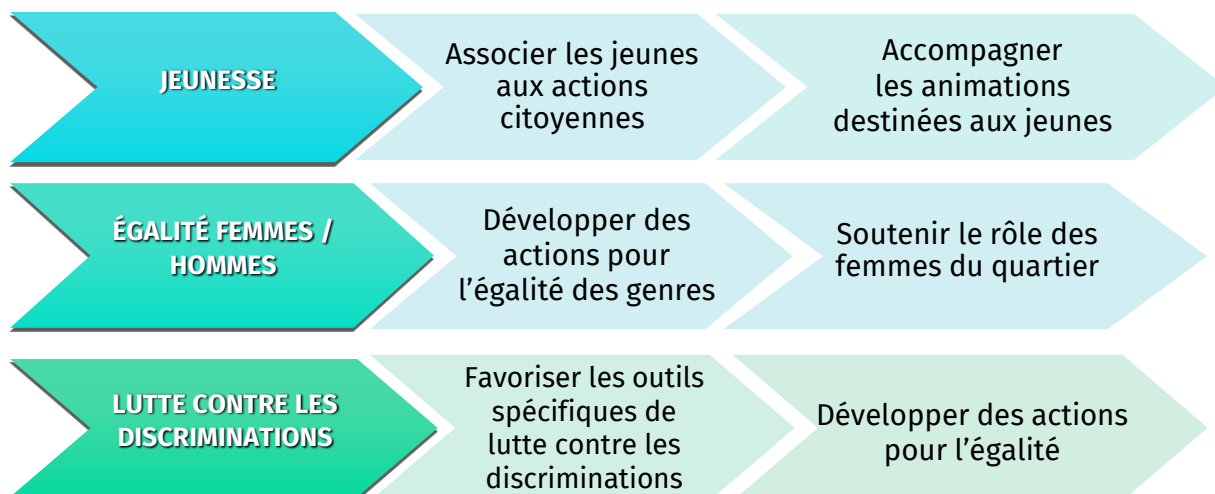 JEUNESSE
Associer les jeunes
aux actions
citoyennes
Accompagner
les animations
destinées aux jeunes
ÉGALITÉ FEMMES /
HOMMES
Développer des
actions pour
l’égalité des genres
Soutenir le rôle des
femmes du quartier
LUTTE CONTRE LES
DISCRIMINATIONS
Favoriser les outils
spécifiques de
lutte contre les
discriminations
Développer des actions
pour l’égalité